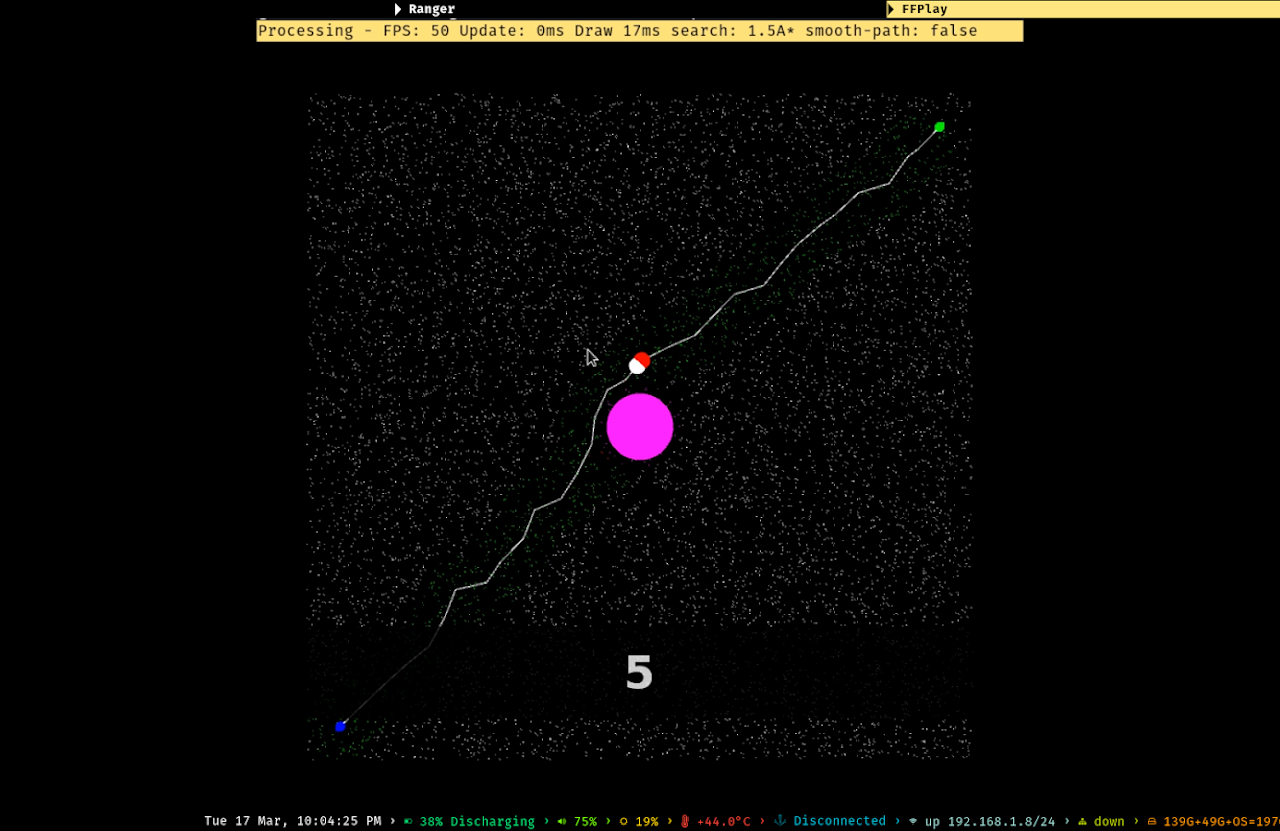 Ranger FFPlay
Processing - FPS: 50 Update: 0ms Draw 17ms search: 1.5A* smooth-path: false
5
Tue 17 Mar, 10:04:25 PM › 38% Discharging › 75% › 19% › +44.0°C › Disconnected › up 192.168.1.8/24 › down › 139G+49G+OS=197